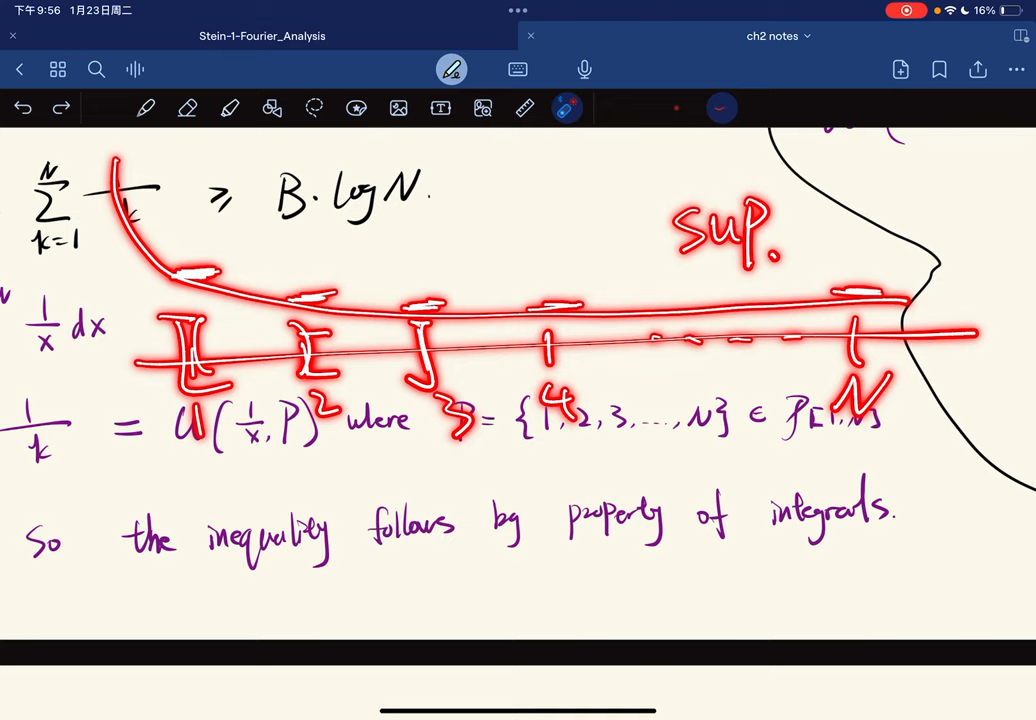 下午9:56 1月23日周二
16%
Stein-1-Fourier_Analysis
ch2 notes
N
∑ 1/k ≥ B·log N.
k=1
sup.
1/x dx
1 2 3 4 N
1/k = U(1/x, P) where P = {1, 2, 3, ..., N} ∈ 𝒫[1, N]
So the inequality follows by property of integrals.